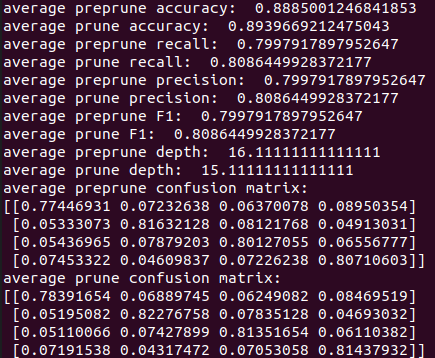 average preprune accuracy:  0.8885001246841853
average prune accuracy:  0.8939669212475043
average preprune recall:  0.7997917897952647
average prune recall:  0.8086449928372177
average preprune precision:  0.7997917897952647
average prune precision:  0.8086449928372177
average preprune F1:  0.7997917897952647
average prune F1:  0.8086449928372177
average preprune depth:  16.11111111111111
average prune depth:  15.11111111111111
average preprune confusion matrix:
[[0.77446931 0.07232638 0.06370078 0.08950354]
 [0.05333073 0.81632128 0.08121768 0.04913031]
 [0.05436965 0.07879203 0.80127055 0.06556777]
 [0.07453322 0.04609837 0.07226238 0.80710603]]
average prune confusion matrix:
[[0.78391654 0.06889745 0.06249082 0.08469519]
 [0.05195082 0.82276758 0.07835128 0.04693032]
 [0.05110066 0.07427899 0.81351654 0.06110382]
 [0.07191538 0.04317472 0.07053058 0.81437932]]